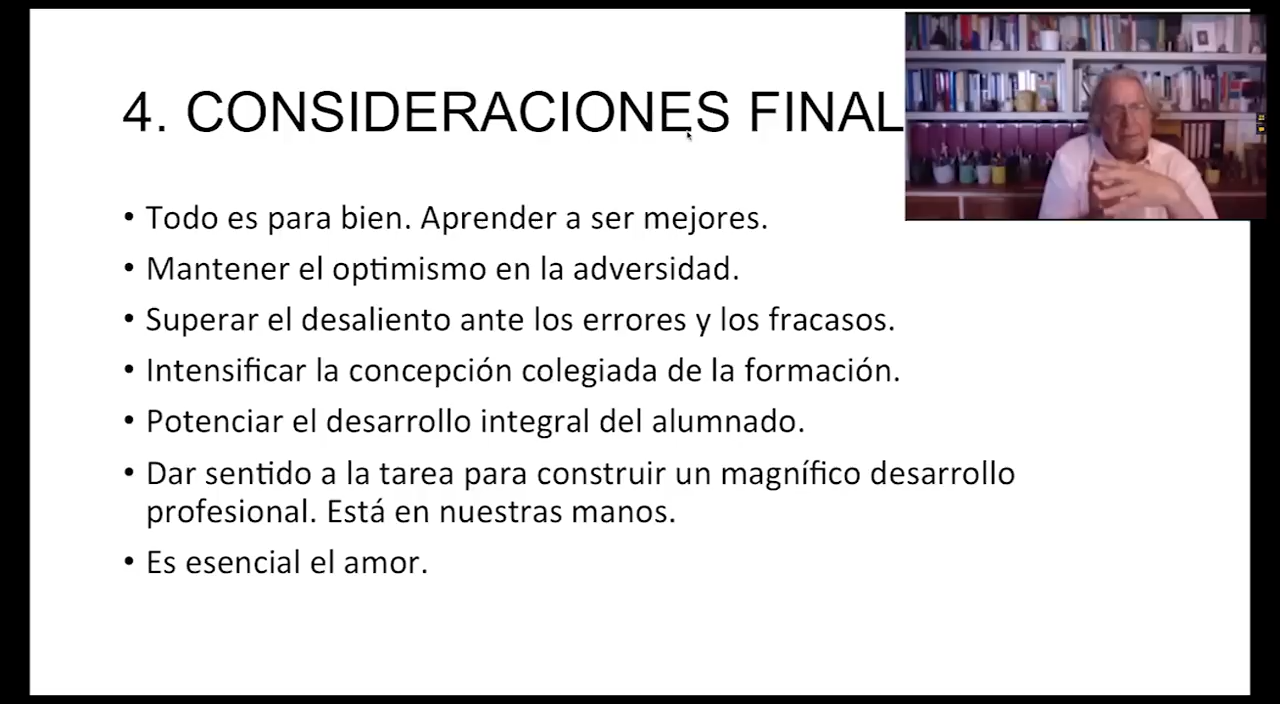 4. CONSIDERACIONES FINAL
• Todo es para bien. Aprender a ser mejores.
• Mantener el optimismo en la adversidad.
• Superar el desaliento ante los errores y los fracasos.
• Intensificar la concepción colegiada de la formación.
• Potenciar el desarrollo integral del alumnado.
• Dar sentido a la tarea para construir un magnífico desarrollo
profesional. Está en nuestras manos.
• Es esencial el amor.